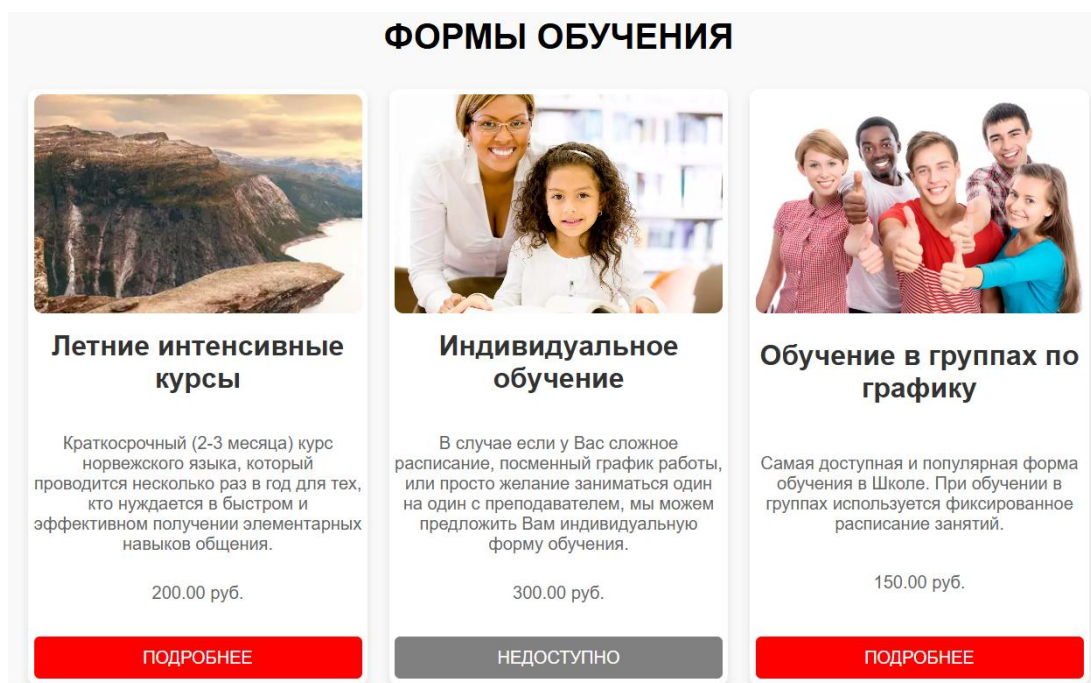 ФОРМЫ ОБУЧЕНИЯ
Летние интенсивные
курсы
Краткосрочный (2-3 месяца) курс
норвежского языка, который
проводится несколько раз в год для тех,
кто нуждается в быстром и
эффективном получении элементарных
навыков общения.
200.00 руб.
ПОДРОБНЕЕ
Индивидуальное
обучение
В случае если у Вас сложное
расписание, посменный график работы,
или просто желание заниматься один
на один с преподавателем, мы можем
предложить Вам индивидуальную
форму обучения.
300.00 руб.
НЕДОСТУПНО
Обучение в группах по
графику
Самая доступная и популярная форма
обучения в Школе. При обучении в
группах используется фиксированное
расписание занятий.
150.00 руб.
ПОДРОБНЕЕ